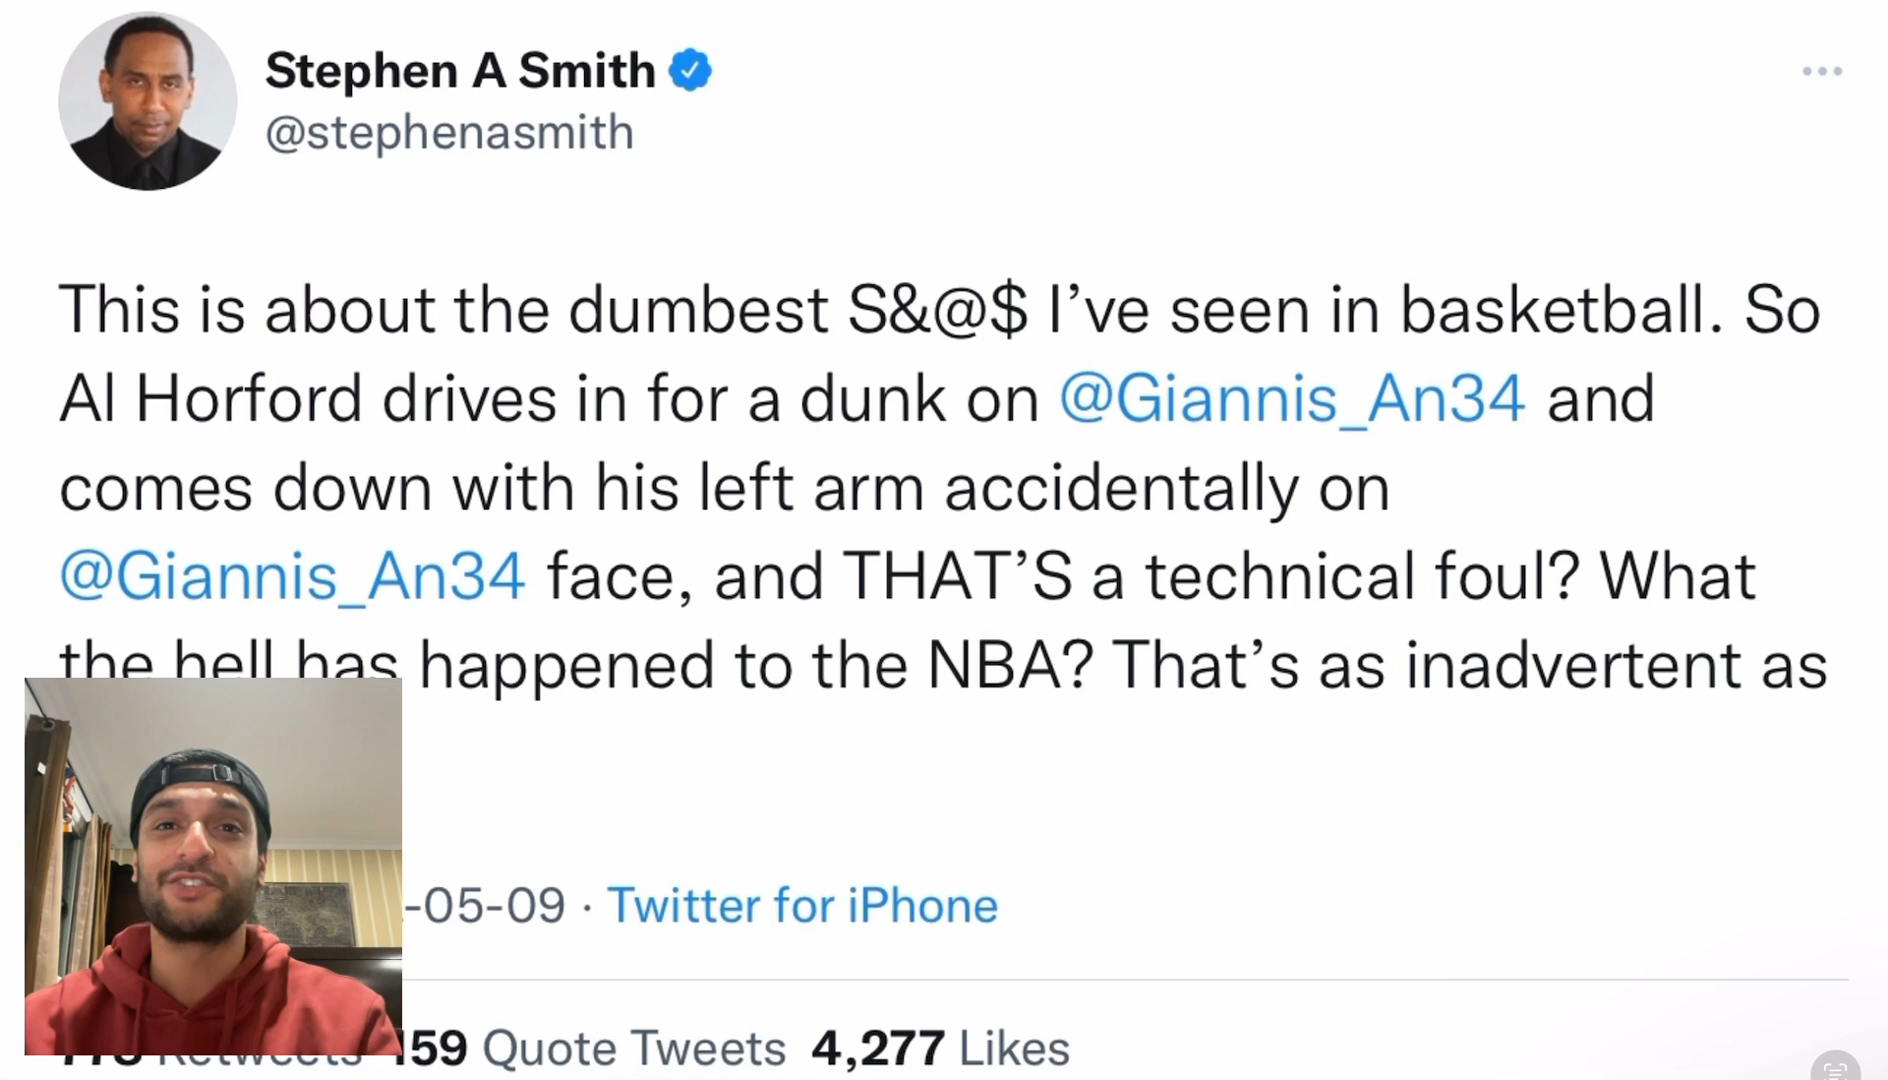 Stephen A Smith
@stephenasmith
This is about the dumbest S&@$ I’ve seen in basketball. So
Al Horford drives in for a dunk on @Giannis_An34 and
comes down with his left arm accidentally on
@Giannis_An34 face, and THAT’S a technical foul? What
the hell has happened to the NBA? That’s as inadvertent as
-05-09 · Twitter for iPhone
Retweets 159 Quote Tweets 4,277 Likes